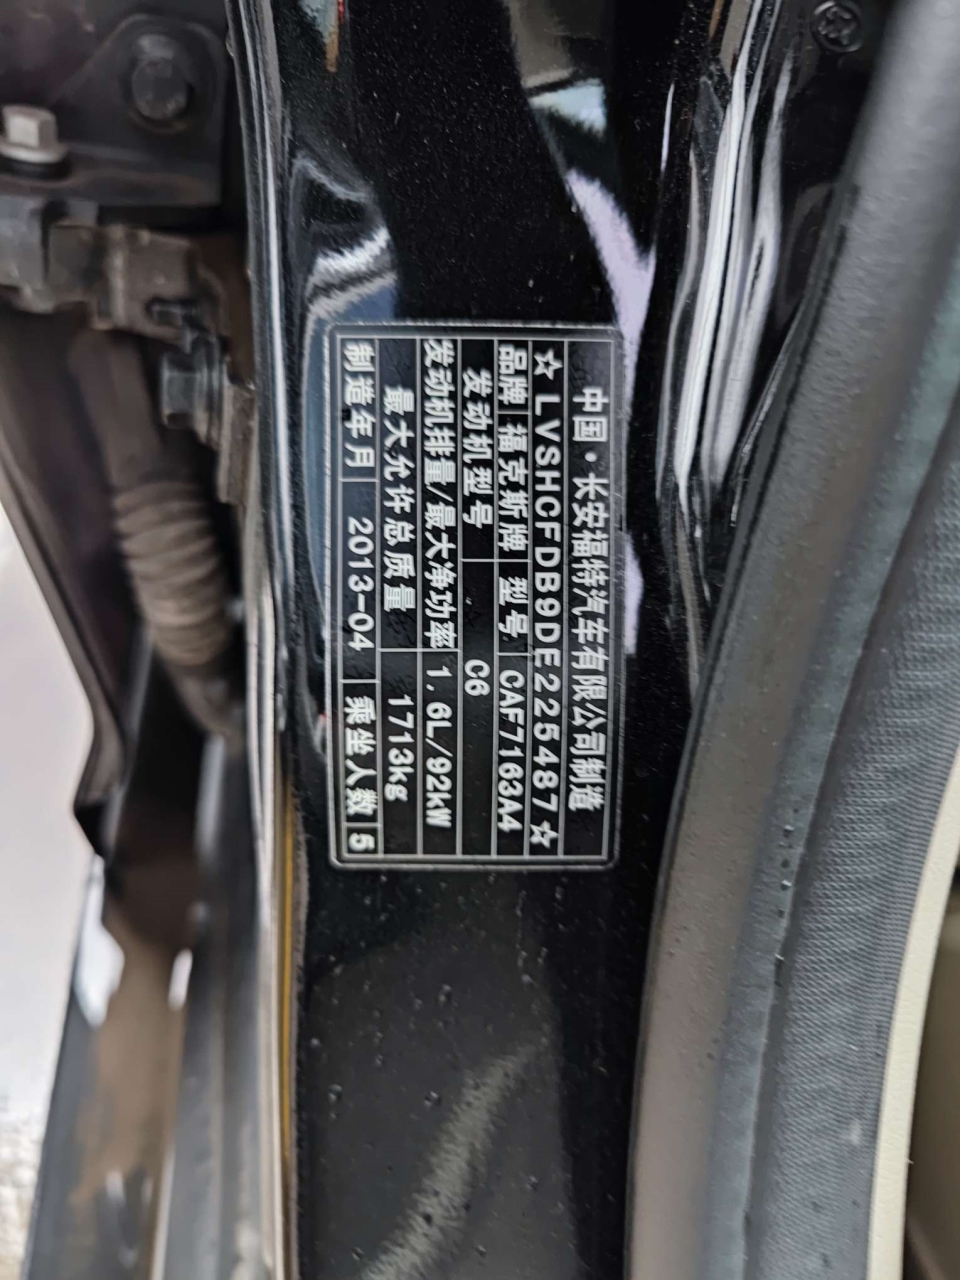 中国·长安福特汽车有限公司制造
☆LVSHCFDB9DE225487☆
品牌 福克斯牌 型号 CAF7163A4
发动机型号 C6
发动机排量/最大净功率 1.6L/92kW
最大允许总质量 1713kg
制造年月 2013-04 乘坐人数 5